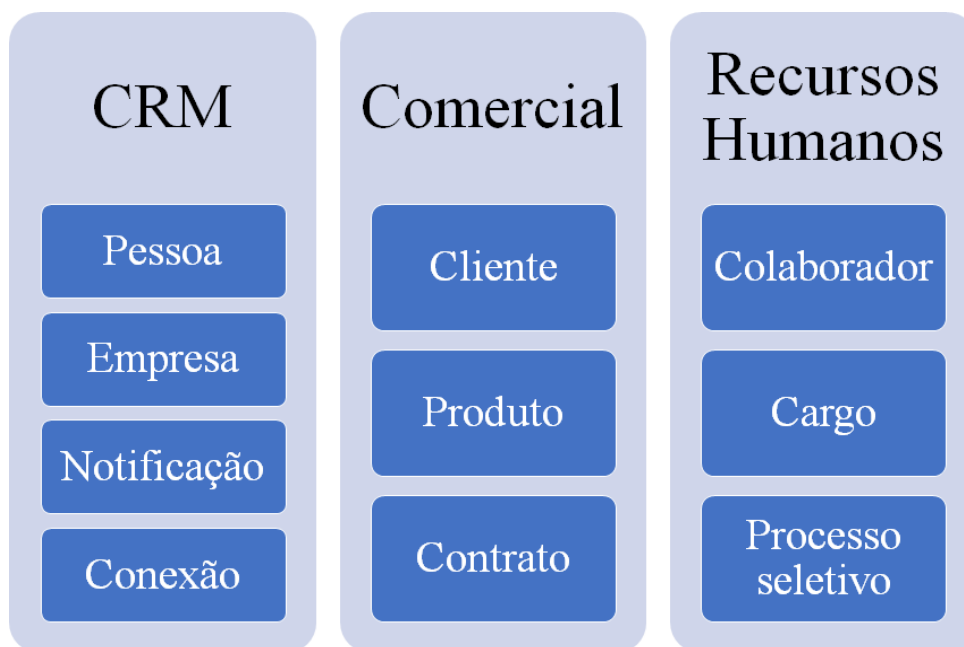 CRM
Pessoa
Empresa
Notificação
Conexão
Comercial
Cliente
Produto
Contrato
Recursos
Humanos
Colaborador
Cargo
Processo
seletivo